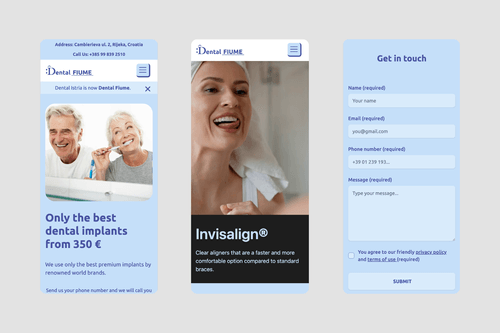 Address: Cambierieva ul. 2, Rijeka, Croatia
Call Us: +385 99 839 2510
Dental FIUME
Dental Istria is now Dental Fiume.
Only the best
dental implants
from 350 €
We use only the best premium implants by
renowned world brands.
Send us your phone number and we will call you
Dental FIUME
Invisalign®
Clear aligners that are a faster and more
comfortable option compared to standard
braces.
Get in touch
Name (required)
Your name
Email (required)
you@gmail.com
Phone number (required)
+39 01 239 193...
Message (required)
Type your message...
You agree to our friendly privacy policy
and terms of use (required)
SUBMIT